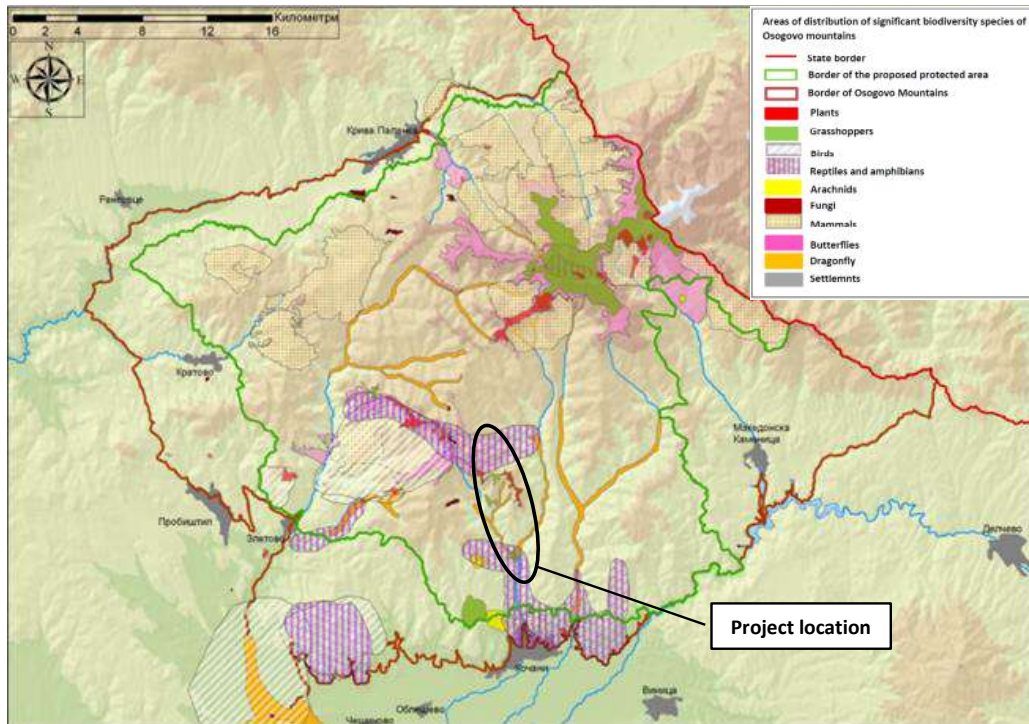 Километри
0 2 4 8 12 16
N
W E
S
Areas of distribution of significant biodiversity species of
Osogovo mountains
State border
Border of the proposed protected area
Border of Osogovo Mountains
Plants
Grasshoppers
Birds
Reptiles and amphibians
Arachnids
Fungi
Mammals
Butterflies
Dragonfly
Settlemnts
Крива Паланка
Ранковце
Кратово
Македонска
Каменица
Пробиштип
Злетово
Делчево
Project location
Кочани
Виница
Облешево
Чешиново